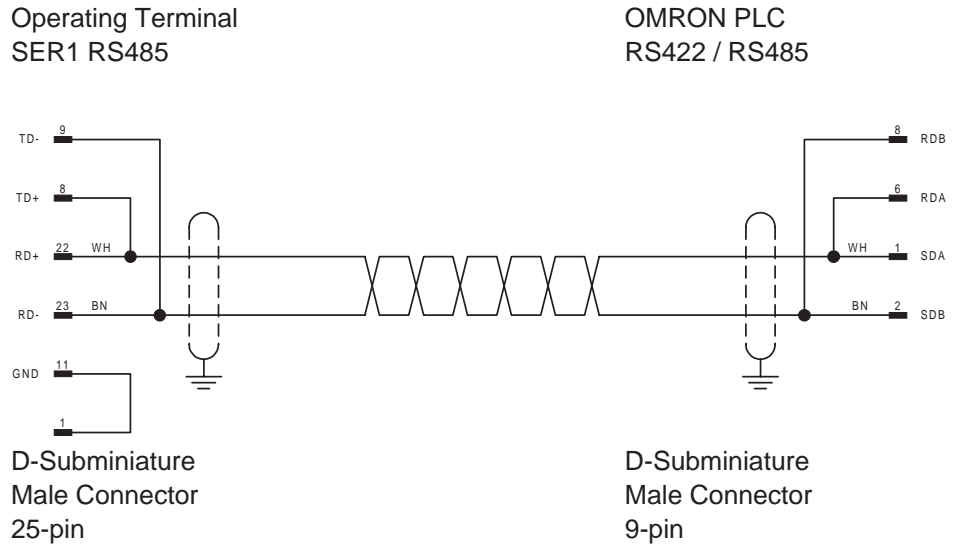 Operating Terminal
SER1 RS485
OMRON PLC
RS422 / RS485
TD- 9
8 RDB
TD+ 8
6 RDA
RD+ 22 WH
WH 1 SDA
RD- 23 BN
BN 2 SDB
GND 11
1
D-Subminiature
Male Connector
25-pin
D-Subminiature
Male Connector
9-pin